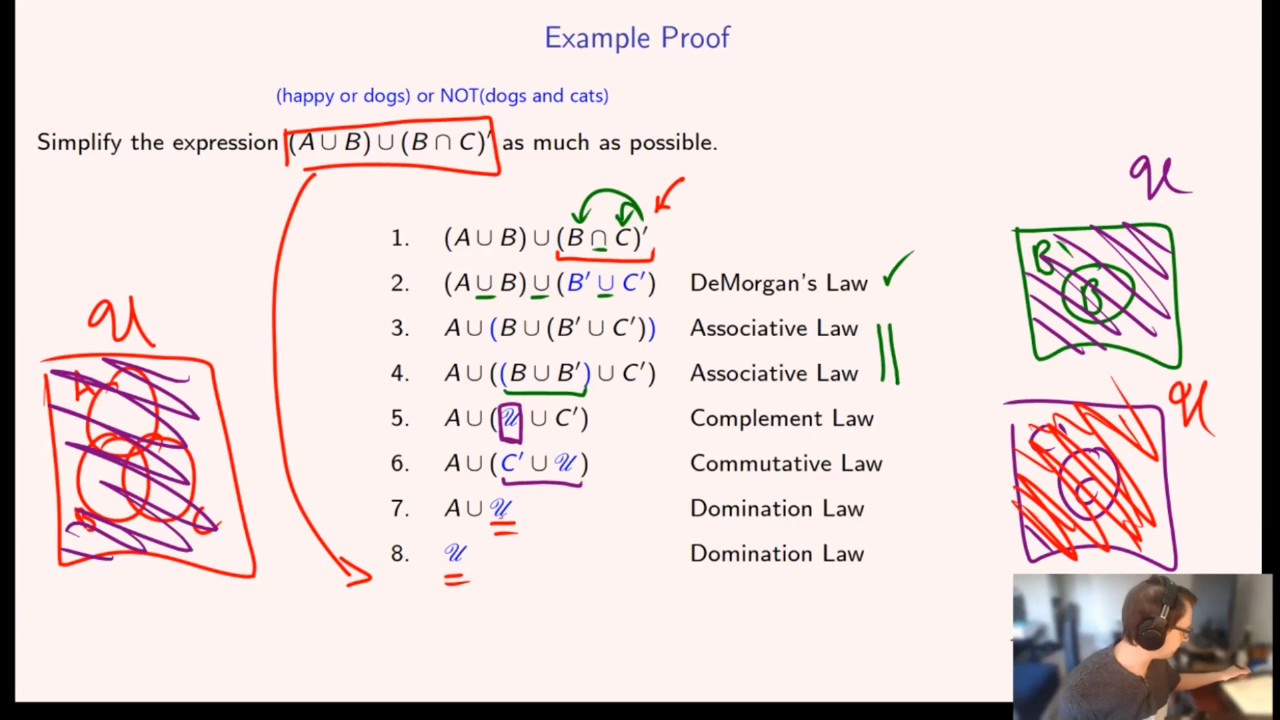 Example Proof
(happy or dogs) or NOT(dogs and cats)
Simplify the expression (A ∪ B) ∪ (B ∩ C)′ as much as possible.
1. (A ∪ B) ∪ (B ∩ C)′
2. (A ∪ B) ∪ (B′ ∪ C′) DeMorgan's Law ✓
3. A ∪ (B ∪ (B′ ∪ C′)) Associative Law
4. A ∪ ((B ∪ B′) ∪ C′) Associative Law
5. A ∪ (𝒰 ∪ C′) Complement Law
6. A ∪ (C′ ∪ 𝒰) Commutative Law
7. A ∪ 𝒰 Domination Law
8. 𝒰 Domination Law
𝒰
A
B
C
𝒰
B′
B
𝒰
C′
C